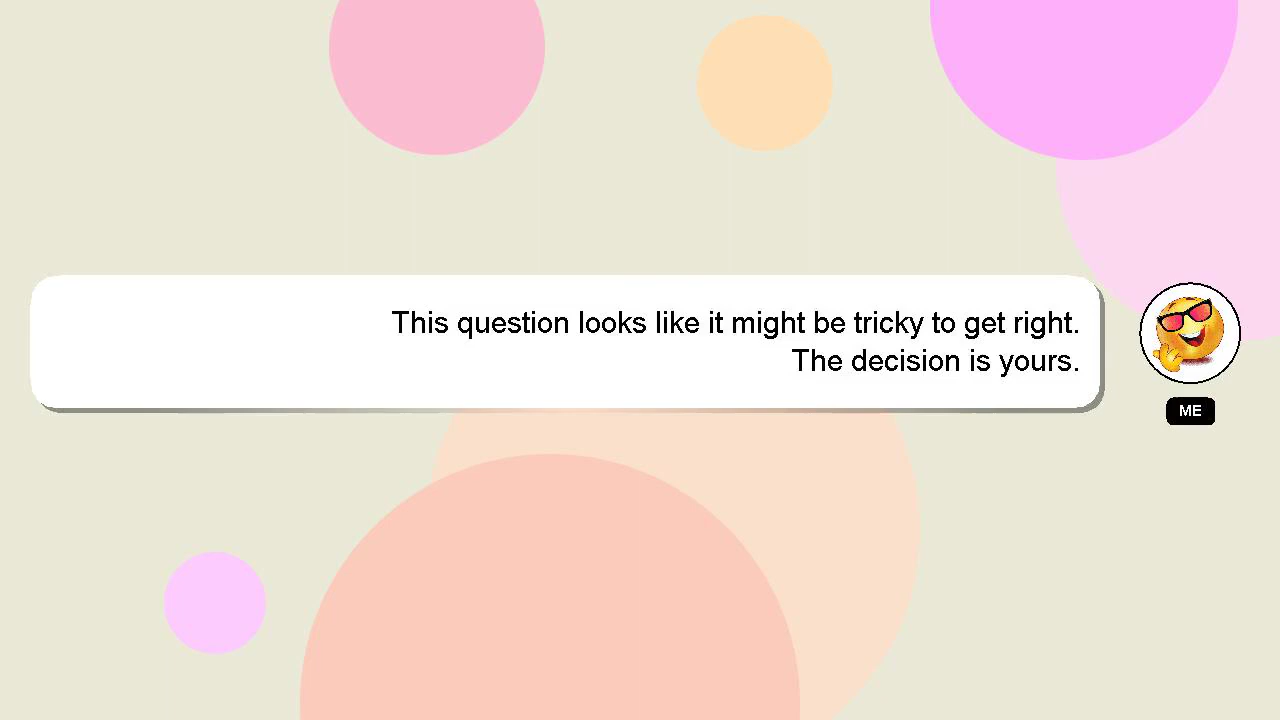 This question looks like it might be tricky to get right.
The decision is yours.
ME